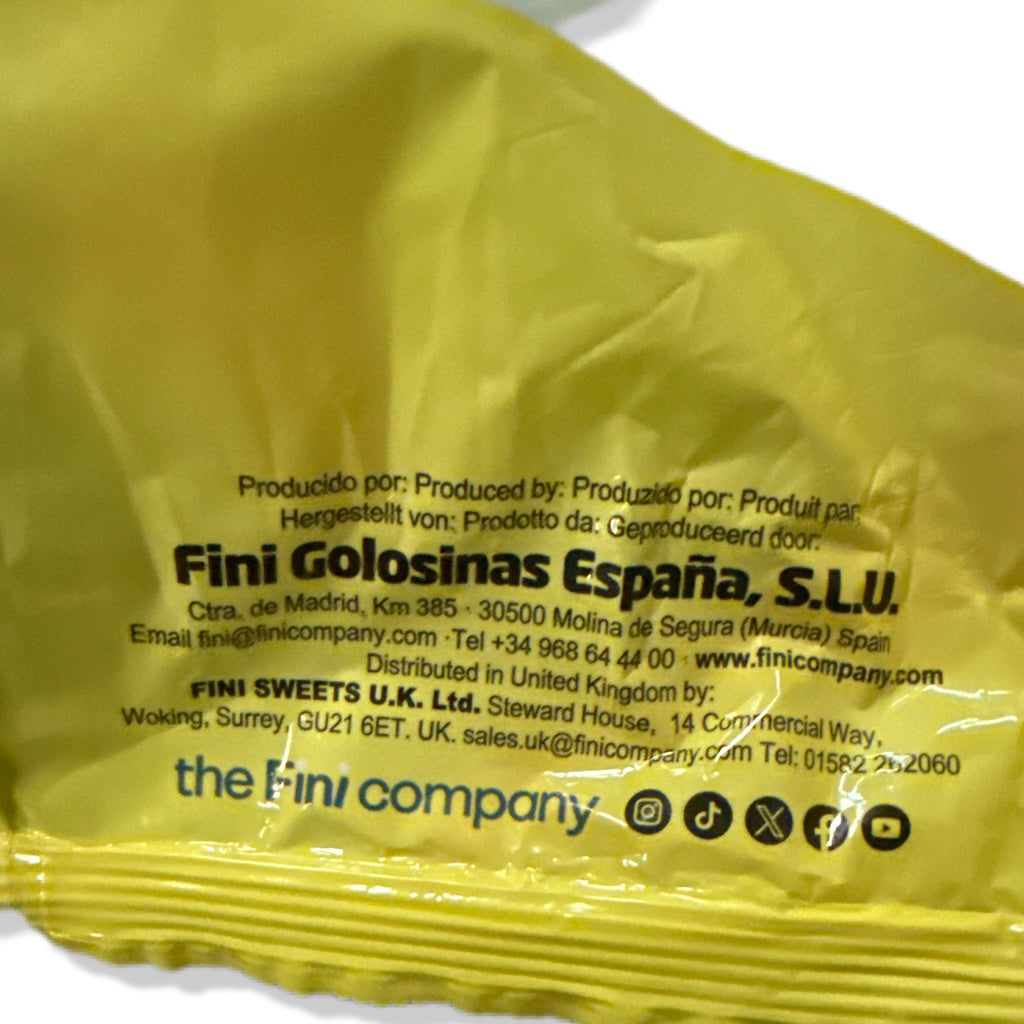 Producido por: Produced by: Produzido por: Produit par:
Hergestellt von: Prodotto da: Geproduceerd door:
Fini Golosinas España, S.L.U.
Ctra. de Madrid, Km 385 · 30500 Molina de Segura (Murcia) Spain
Email fini@finicompany.com · Tel +34 968 64 44 00 · www.finicompany.com
Distributed in United Kingdom by:
FINI SWEETS U.K. Ltd. Steward House, 14 Commercial Way,
Woking, Surrey, GU21 6ET. UK. sales.uk@finicompany.com Tel: 01582 262060
the Fini company